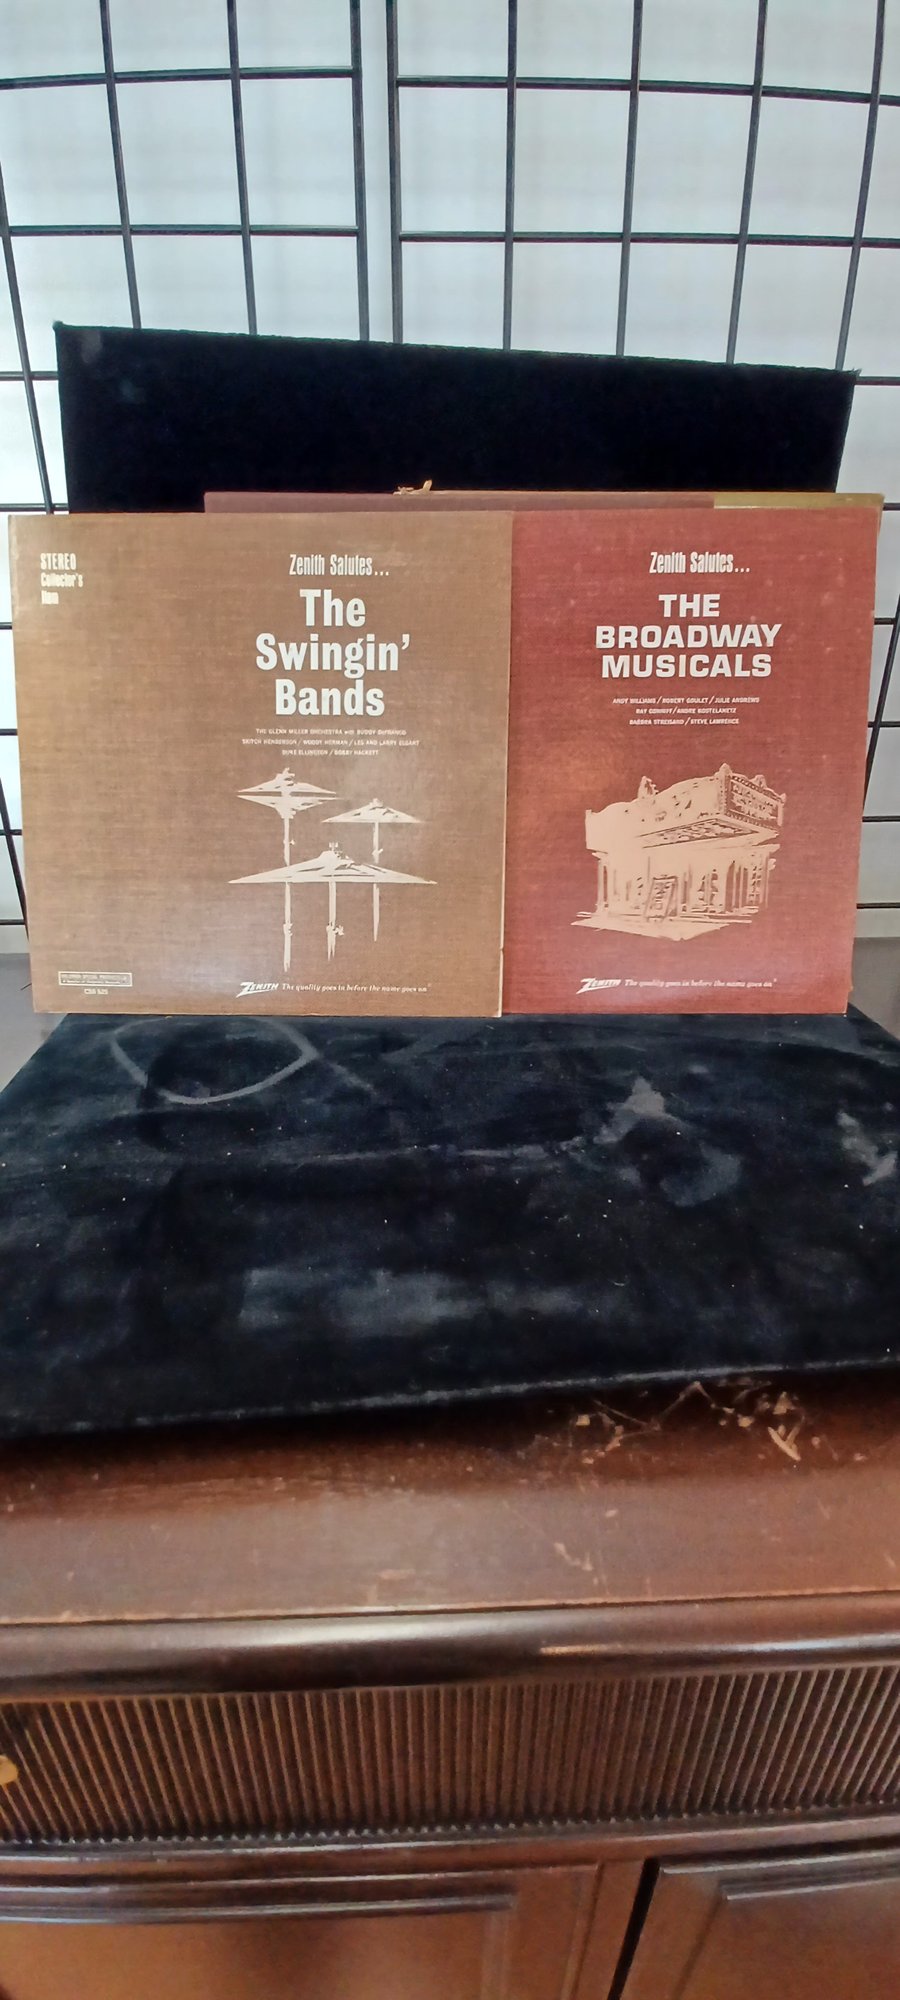 STEREO
Collector's
Item
Zenith Salutes...
The
Swingin'
Bands
THE GLENN MILLER ORCHESTRA with BUDDY DeFRANCO
SKITCH HENDERSON / WOODY HERMAN / LES AND LARRY ELGART
DUKE ELLINGTON / BOBBY HACKETT
ZENITH The quality goes in before the name goes on
Zenith Salutes...
THE
BROADWAY
MUSICALS
ANDY WILLIAMS / ROBERT GOULET / JULIE ANDREWS
RAY CONNIFF / ANDRE KOSTELANETZ
BARBRA STREISAND / STEVE LAWRENCE
ZENITH The quality goes in before the name goes on